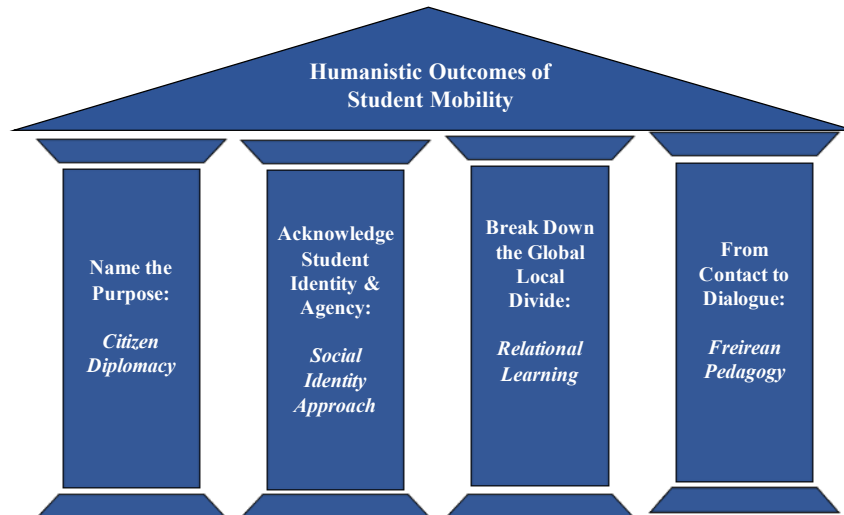 Humanistic Outcomes of
Student Mobility
Name the
Purpose:
Citizen
Diplomacy
Acknowledge
Student
Identity &
Agency:
Social
Identity
Approach
Break Down
the Global
Local
Divide:
Relational
Learning
From
Contact to
Dialogue:
Freirean
Pedagogy